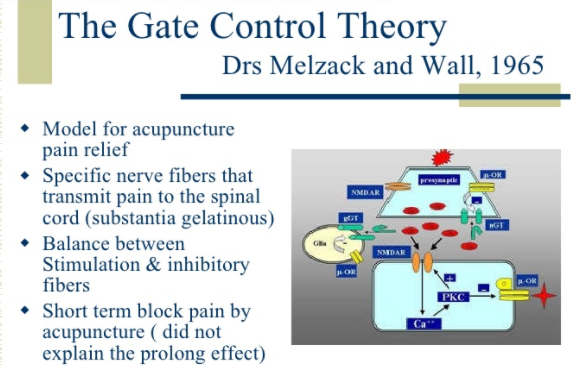 The Gate Control Theory
Drs Melzack and Wall, 1965
Model for acupuncture
pain relief
Specific nerve fibers that
transmit pain to the spinal
cord (substantia gelatinous)
Balance between
Stimulation & inhibitory
fibers
Short term block pain by
acupuncture ( did not
explain the prolong effect)
presynaptic
μ-OR
NMDAR
-
gGT
nGT
Glia
NMDAR
μ-OR
+
-
μ-OR
PKC
Ca++